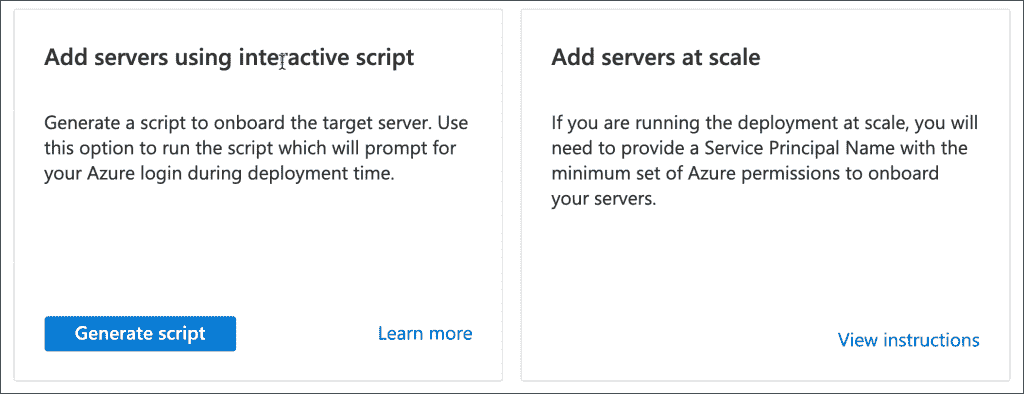 Add servers using interactive script
Generate a script to onboard the target server. Use
this option to run the script which will prompt for
your Azure login during deployment time.
Generate script
Learn more
Add servers at scale
If you are running the deployment at scale, you will
need to provide a Service Principal Name with the
minimum set of Azure permissions to onboard
your servers.
View instructions